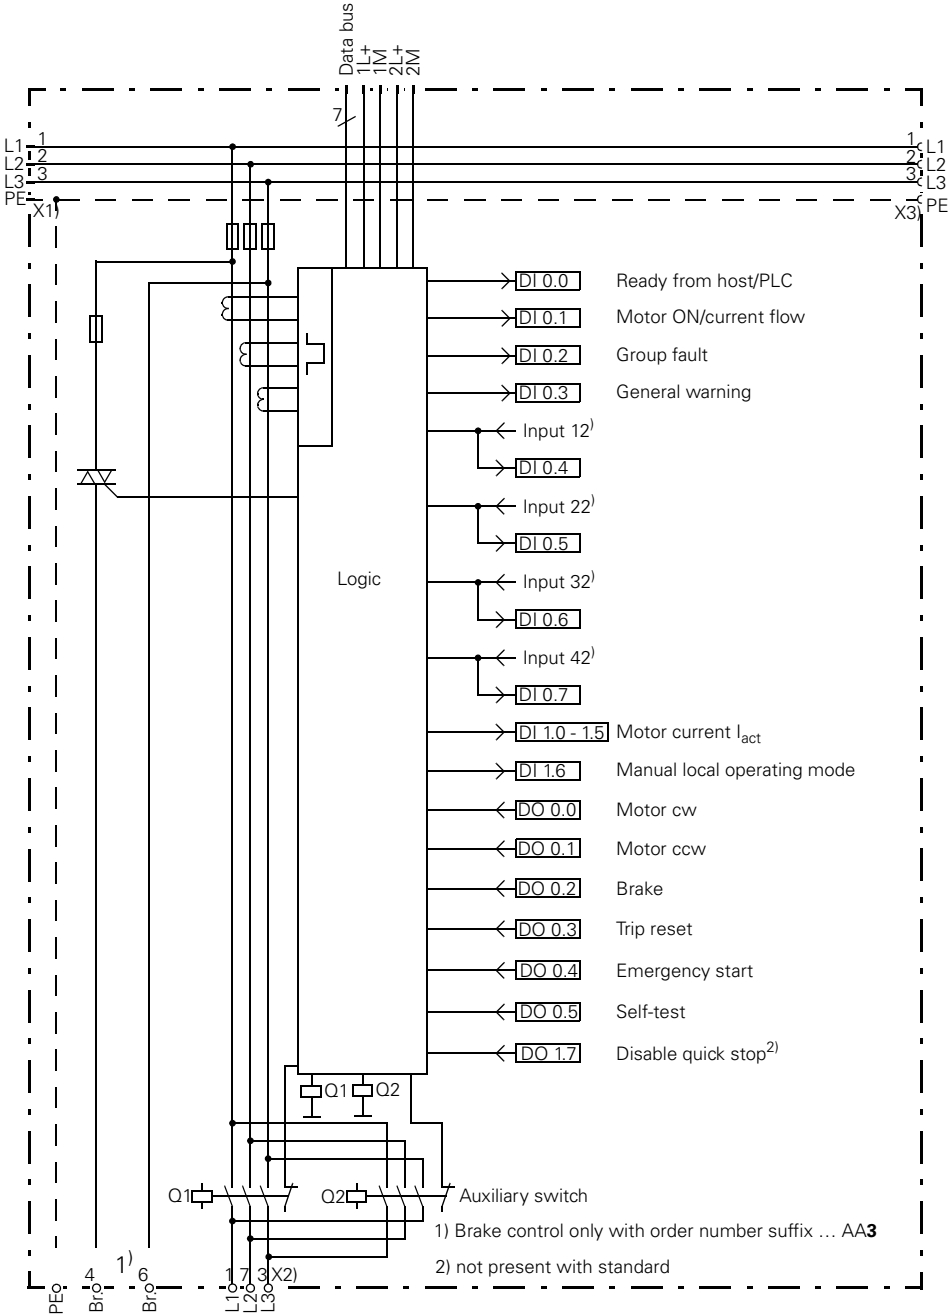 Data bus
1L+
1M
2L+
2M
7
L1 1
L2 2
L3 3
PE
X1)
1 L1
2 L2
3 L3
X3) PE
DI 0.0 Ready from host/PLC
DI 0.1 Motor ON/current flow
DI 0.2 Group fault
DI 0.3 General warning
Input 12)
DI 0.4
Input 22)
DI 0.5
Logic
Input 32)
DI 0.6
Input 42)
DI 0.7
DI 1.0 - 1.5 Motor current Iact
DI 1.6 Manual local operating mode
DO 0.0 Motor cw
DO 0.1 Motor ccw
DO 0.2 Brake
DO 0.3 Trip reset
DO 0.4 Emergency start
DO 0.5 Self-test
DO 1.7 Disable quick stop2)
Q1 Q2
Q1 Q2 Auxiliary switch
1) Brake control only with order number suffix ... AA3
2) not present with standard
1)
4 6 1 7 3 X2)
PE Br. Br. L1 L2 L3